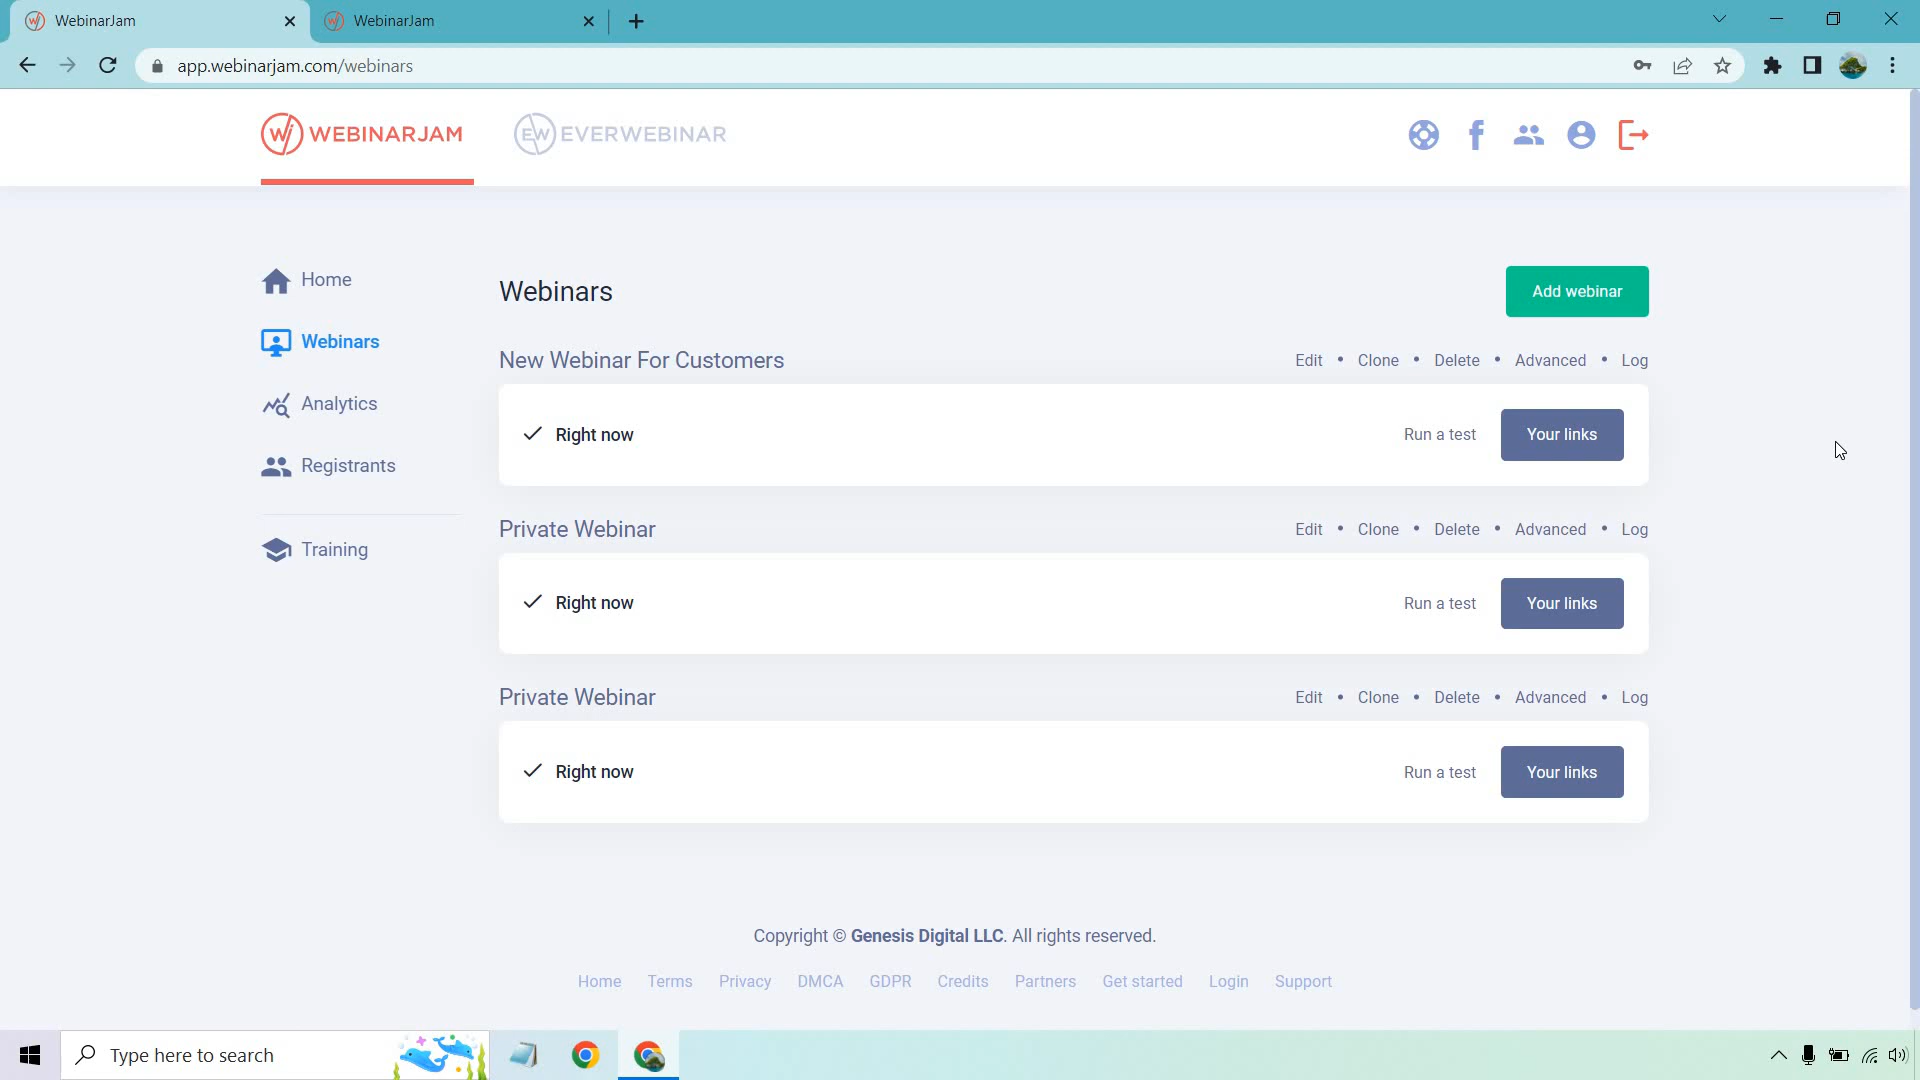 WebinarJam
WebinarJam
app.webinarjam.com/webinars
WEBINARJAM
EVERWEBINAR
Home
Webinars
Analytics
Registrants
Training
Webinars
Add webinar
New Webinar For Customers
Edit • Clone • Delete • Advanced • Log
Right now
Run a test
Your links
Private Webinar
Edit • Clone • Delete • Advanced • Log
Right now
Run a test
Your links
Private Webinar
Edit • Clone • Delete • Advanced • Log
Right now
Run a test
Your links
Copyright © Genesis Digital LLC. All rights reserved.
Home Terms Privacy DMCA GDPR Credits Partners Get started Login Support
Type here to search